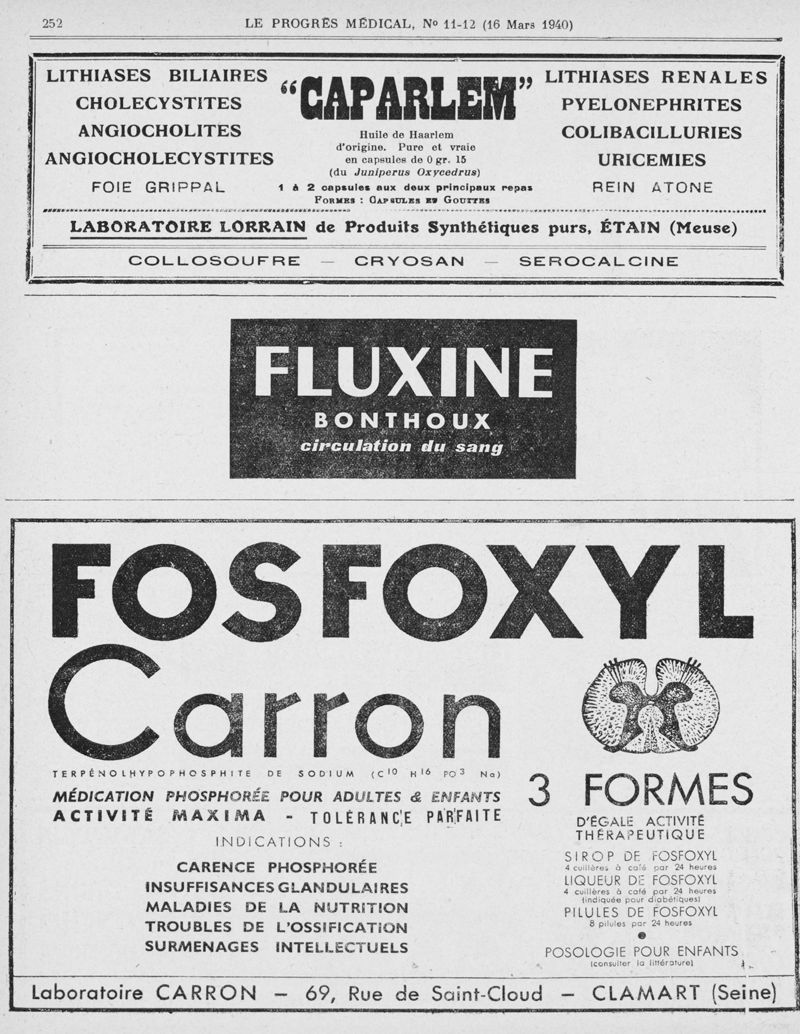 252
LE PROGRÈS MÉDICAL, No 11-12 (16 Mars 1940)
LITHIASES BILIAIRES
CHOLECYSTITES
ANGIOCHOLITES
ANGIOCHOLECYSTITES
FOIE GRIPPAL
"CAPARLEM"
Huile de Haarlem
d'origine. Pure et vraie
en capsules de 0 gr. 15
(du Juniperus Oxycedrus)
1 à 2 capsules aux deux principaux repas
FORMES : CAPSULES ET GOUTTES
LITHIASES RENALES
PYELONEPHRITES
COLIBACILLURIES
URICEMIES
REIN ATONE
LABORATOIRE LORRAIN de Produits Synthétiques purs, ÉTAIN (Meuse)
COLLOSOUFRE — CRYOSAN — SEROCALCINE
FLUXINE
BONTHOUX
circulation du sang
FOSFOXYL
Carron
TERPÉNOLHYPOPHOSPHITE DE SODIUM (C10 H16 PO3 Na)
MÉDICATION PHOSPHORÉE POUR ADULTES & ENFANTS
ACTIVITÉ MAXIMA - TOLÉRANCE PARFAITE
INDICATIONS :
CARENCE PHOSPHORÉE
INSUFFISANCES GLANDULAIRES
MALADIES DE LA NUTRITION
TROUBLES DE L'OSSIFICATION
SURMENAGES INTELLECTUELS
3 FORMES
D'ÉGALE ACTIVITÉ
THÉRAPEUTIQUE
SIROP DE FOSFOXYL
4 cuillères à café par 24 heures
LIQUEUR DE FOSFOXYL
4 cuillères à café par 24 heures
(indiquée pour diabétiques)
PILULES DE FOSFOXYL
8 pilules par 24 heures
POSOLOGIE POUR ENFANTS
(consulter la littérature)
Laboratoire CARRON — 69, Rue de Saint-Cloud — CLAMART (Seine)